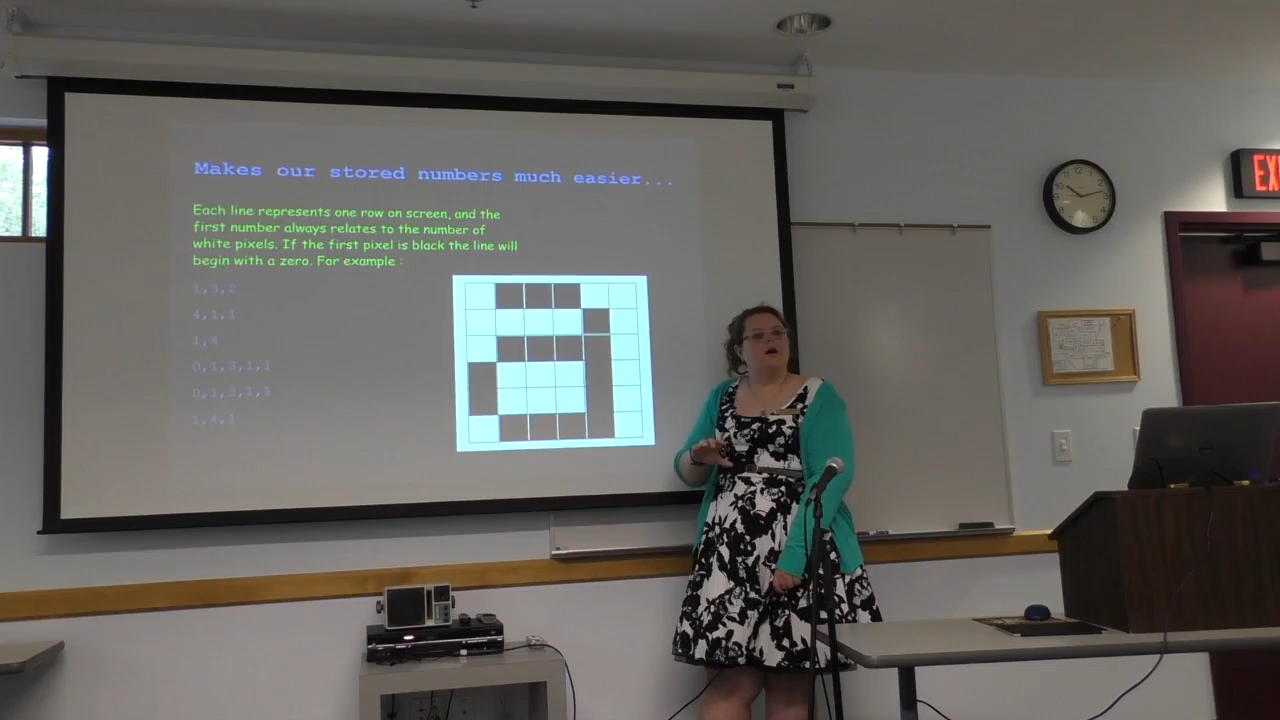 Makes our stored numbers much easier...
Each line represents one row on screen, and the
first number always relates to the number of
white pixels. If the first pixel is black the line will
begin with a zero. For example :
1,3,2
4,1,1
1,4
0,1,3,1,1
0,1,3,1,1
1,4,1